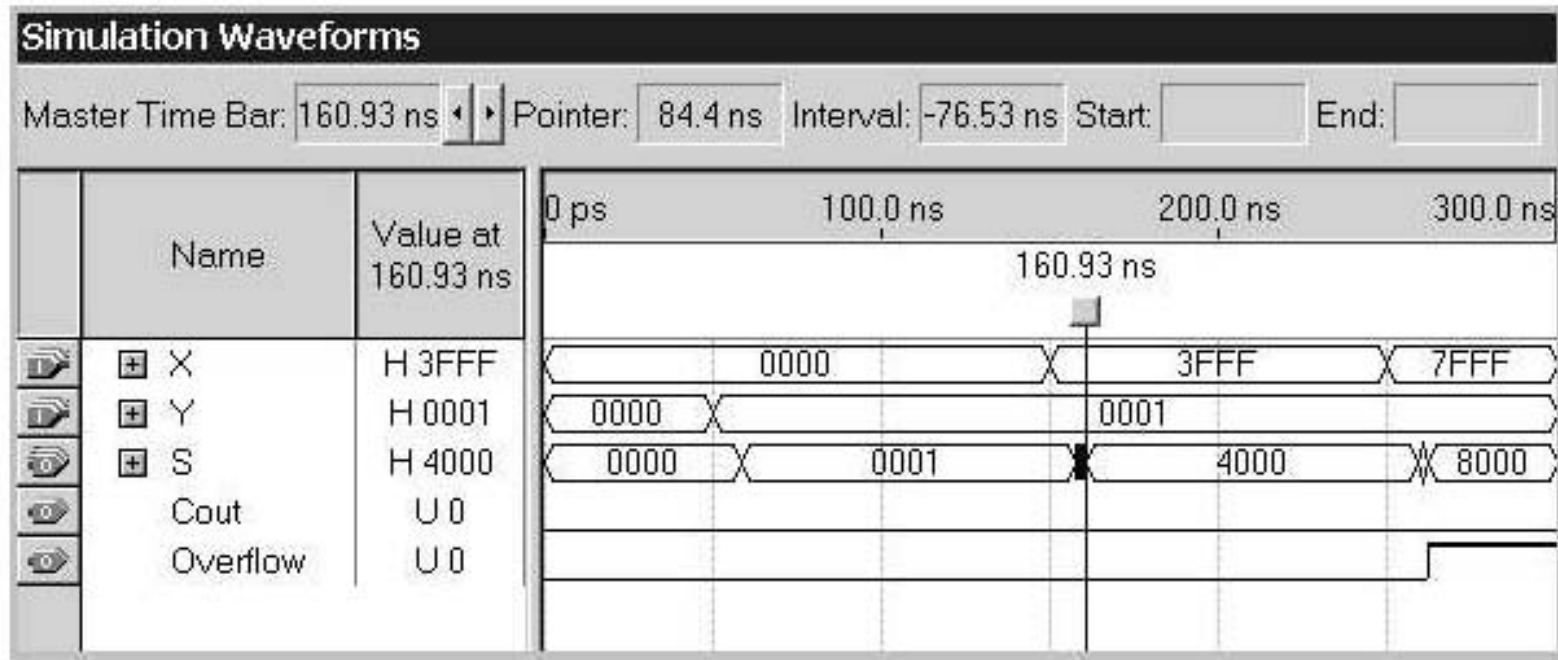 Simulation Waveforms
Master Time Bar: 160.93 ns Pointer: 84.4 ns Interval: -76.53 ns Start: End:
Name Value at 160.93 ns 0 ps 100.0 ns 200.0 ns 300.0 ns
160.93 ns
X H 3FFF 0000 3FFF 7FFF
Y H 0001 0000 0001
S H 4000 0000 0001 4000 8000
Cout U 0
Overflow U 0